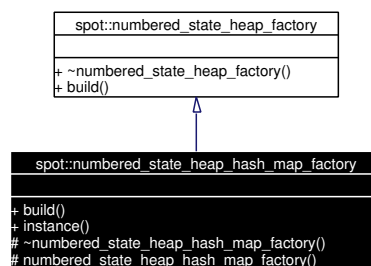 spot::numbered_state_heap_factory
+ ~numbered_state_heap_factory()
+ build()
spot::numbered_state_heap_hash_map_factory
+ build()
+ instance()
# ~numbered_state_heap_hash_map_factory()
# numbered_state_heap_hash_map_factory()